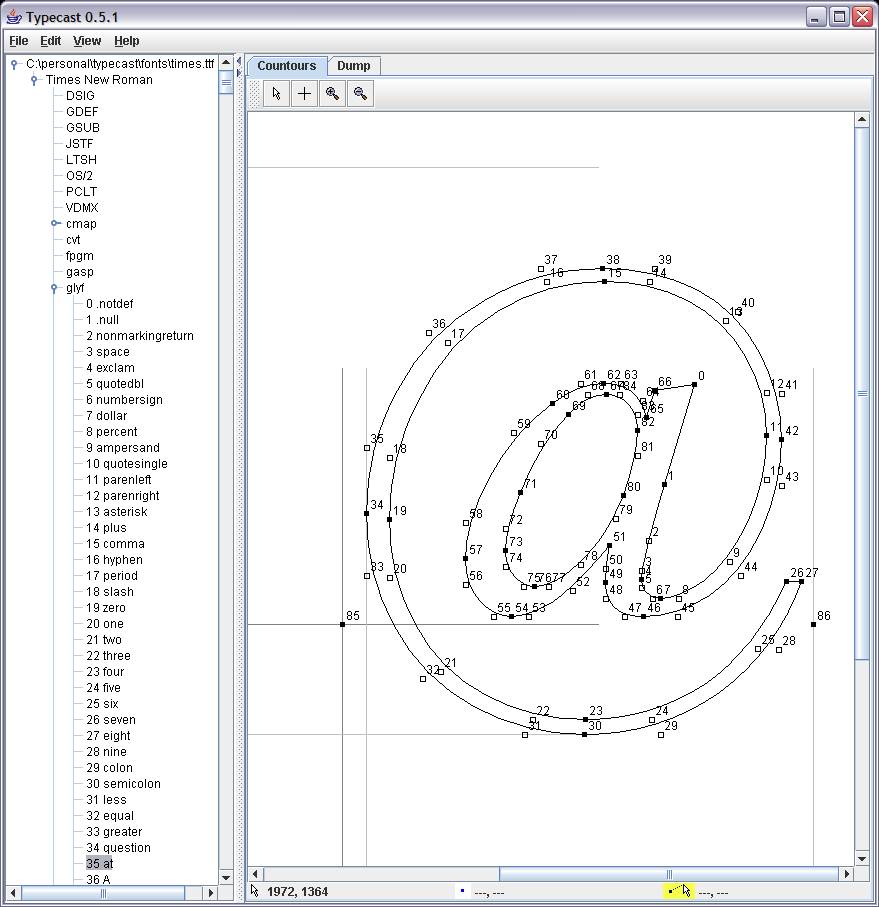 Typecast 0.5.1
File Edit View Help
C:\personal\typecast\fonts\times.ttf
Times New Roman
DSIG
GDEF
GSUB
JSTF
LTSH
OS/2
PCLT
VDMX
cmap
cvt
fpgm
gasp
glyf
0 .notdef
1 .null
2 nonmarkingreturn
3 space
4 exclam
5 quotedbl
6 numbersign
7 dollar
8 percent
9 ampersand
10 quotesingle
11 parenleft
12 parenright
13 asterisk
14 plus
15 comma
16 hyphen
17 period
18 slash
19 zero
20 one
21 two
22 three
23 four
24 five
25 six
26 seven
27 eight
28 nine
29 colon
30 semicolon
31 less
32 equal
33 greater
34 question
35 at
36 A
Countours Dump
37 38 39
16 15 14
40
13
36
17
61 62 63 66 0
60 68 84 64
12 41
69 65
59 82 11 42
35 70 81
18
71 80 1 10 43
34 19
58 72 79 2
57 73 51
74 78 50 3 9
33 20 56 75 76 77 52 49 4 5 44 26 27
48 67 8
55 54 53 47 46 45
85 86
25 28
32 21
22 23 24
31 30 29
1972, 1364 ---, --- ---, ---